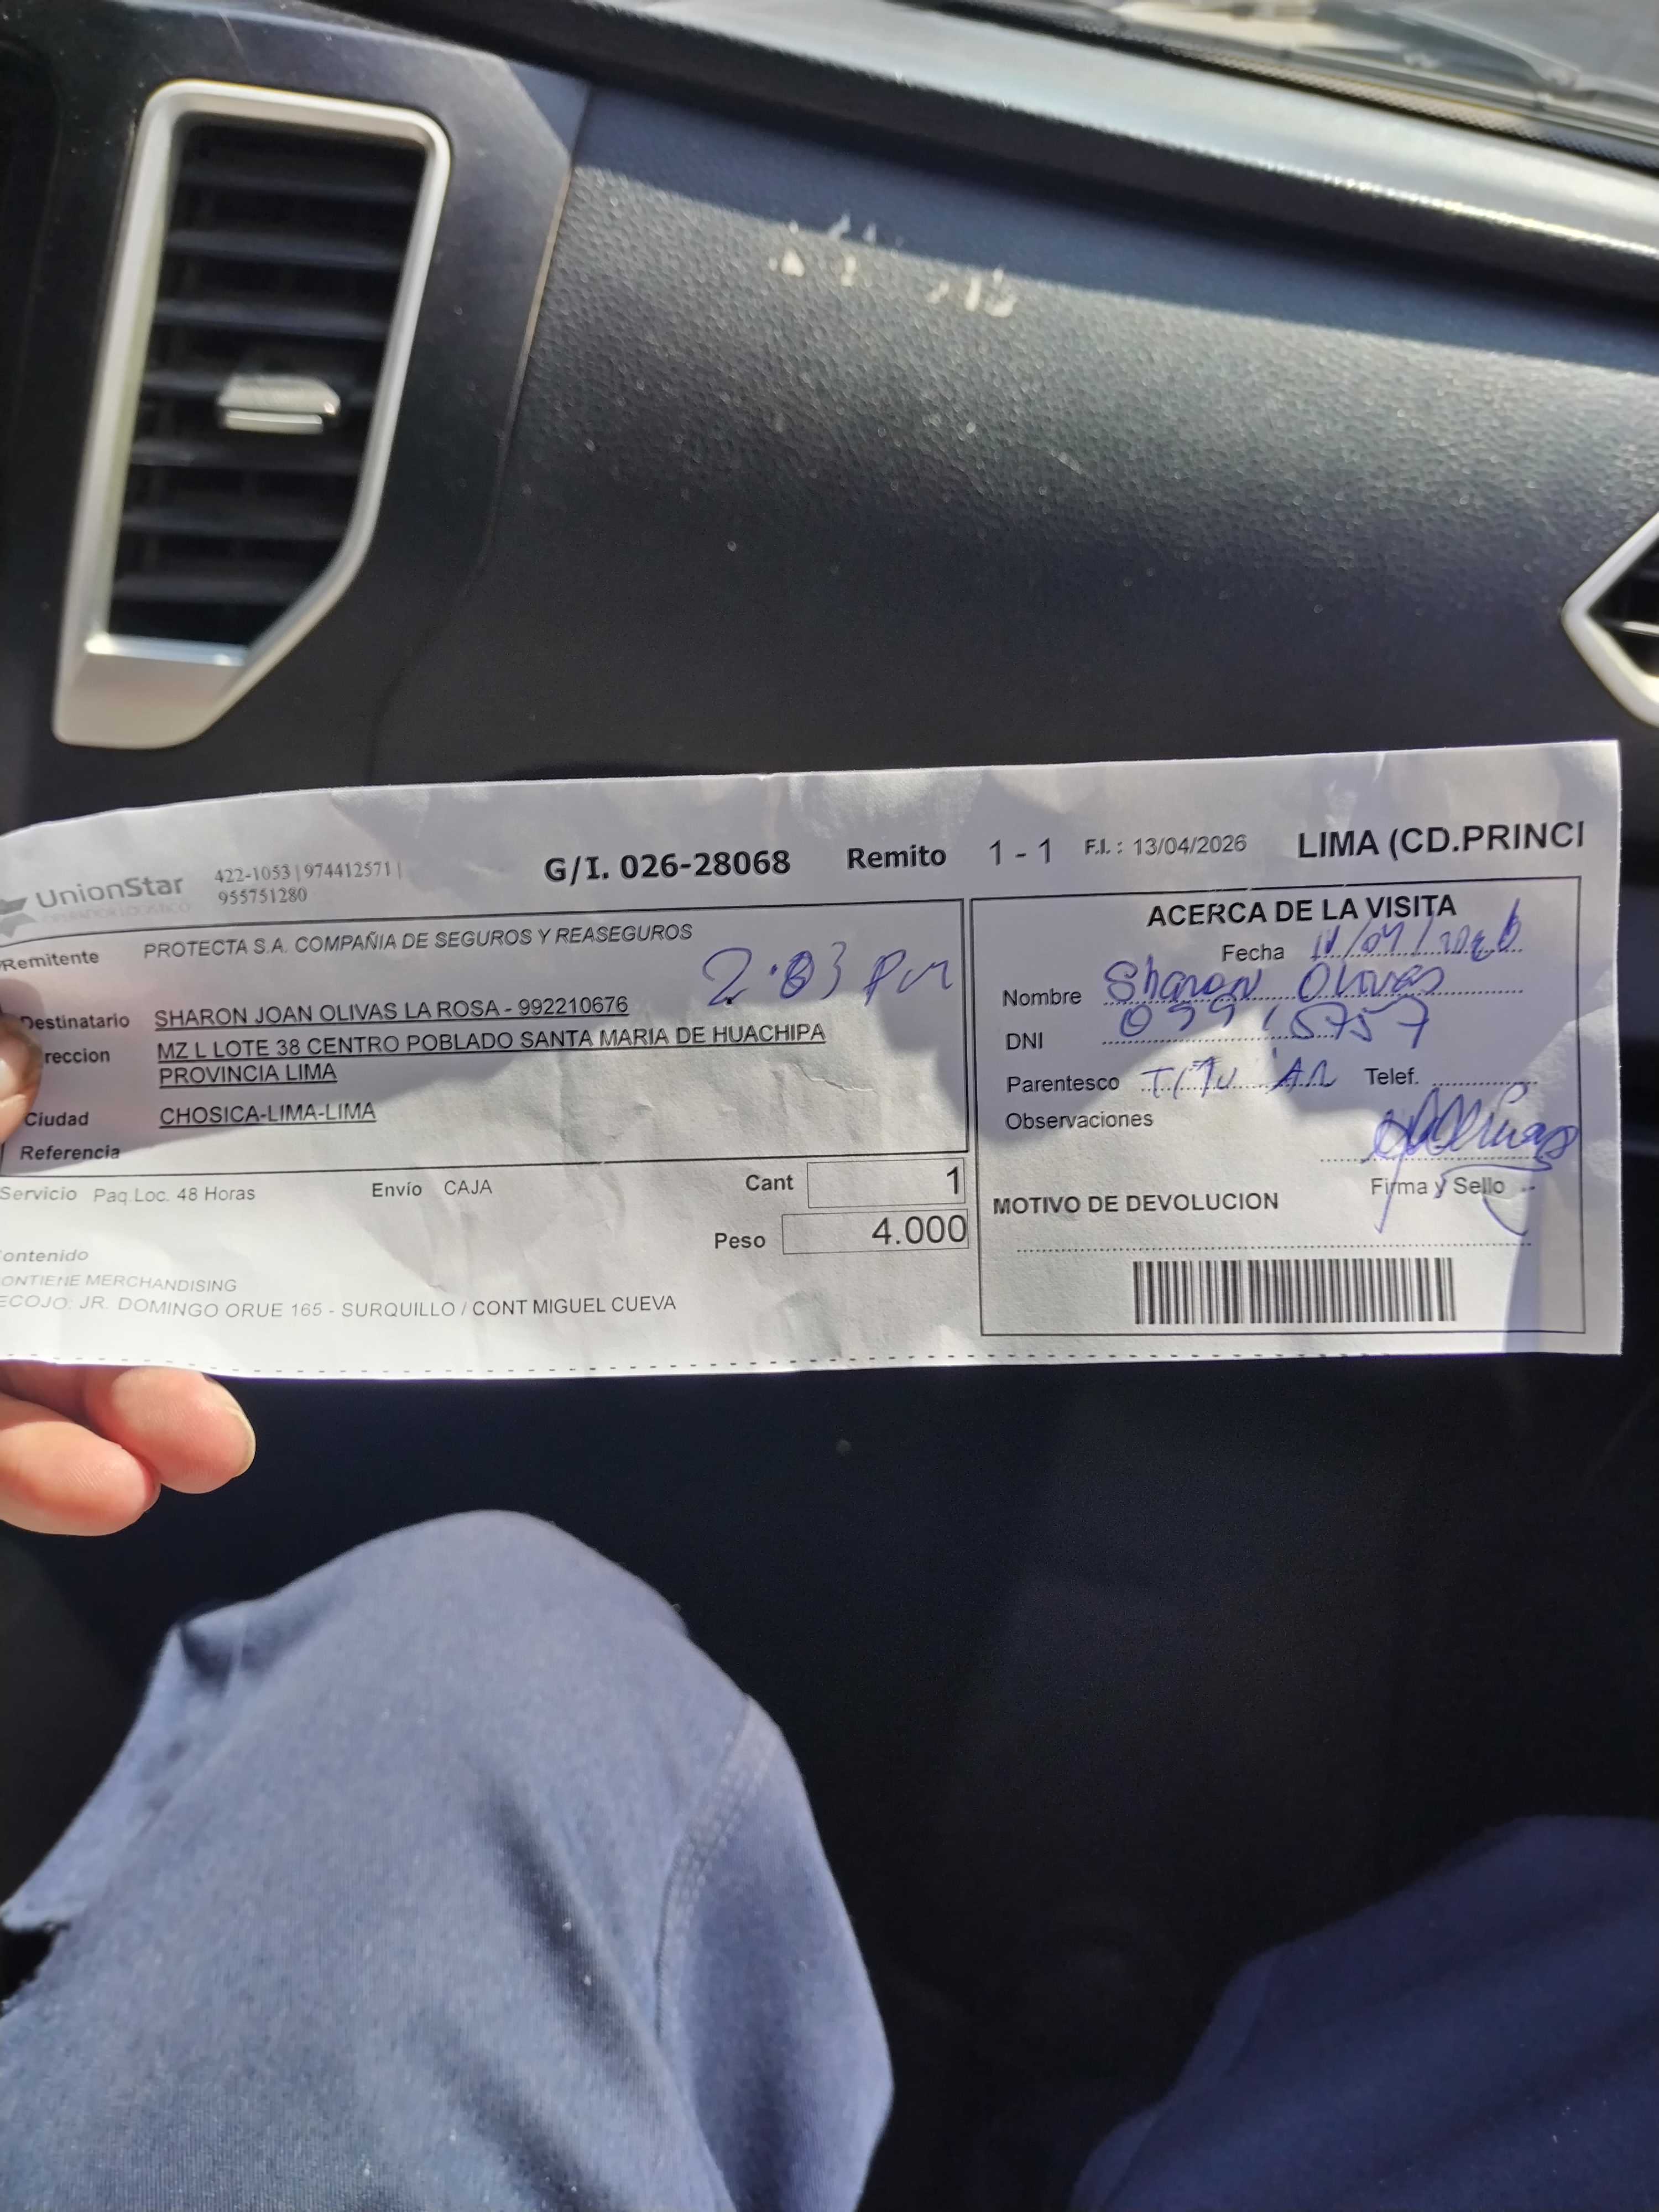 UnionStar
422-1053 | 974412571 |
955751280
G/I. 026-28068 Remito 1 - 1 F.I. : 13/04/2026 LIMA (CD.PRINCI
Remitente PROTECTA S.A. COMPAÑIA DE SEGUROS Y REASEGUROS
2:03 Pm
Destinatario SHARON JOAN OLIVAS LA ROSA - 992210676
reccion MZ L LOTE 38 CENTRO POBLADO SANTA MARIA DE HUACHIPA
PROVINCIA LIMA
Ciudad CHOSICA-LIMA-LIMA
Referencia
Servicio Paq Loc. 48 Horas Envío CAJA Cant 1
Peso 4.000
ontenido
ONTIENE MERCHANDISING
ECOJO: JR. DOMINGO ORUE 165 - SURQUILLO / CONT MIGUEL CUEVA
ACERCA DE LA VISITA
Fecha
Nombre Sharon Olivas
DNI
Parentesco TiTu AR Telef.
Observaciones
Firma y Sello
MOTIVO DE DEVOLUCION